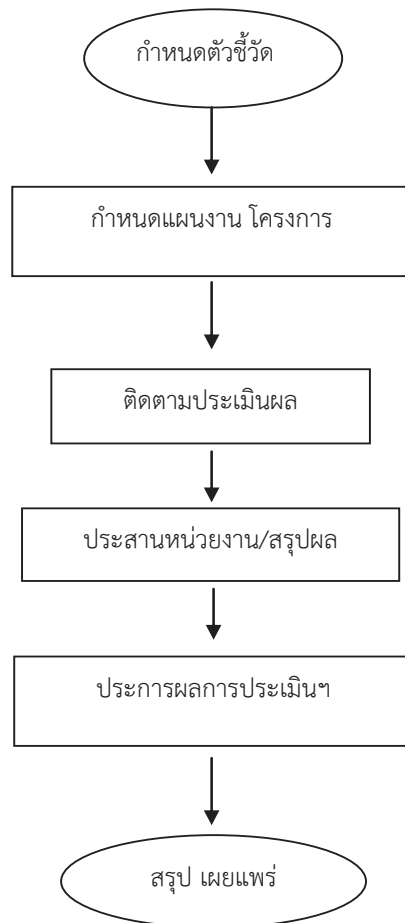 กำหนดตัวชี้วัด
กำหนดแผนงาน โครงการ
ติดตามประเมินผล
ประสานหน่วยงาน/สรุปผล
ประการผลการประเมินฯ
สรุป เผยแพร่